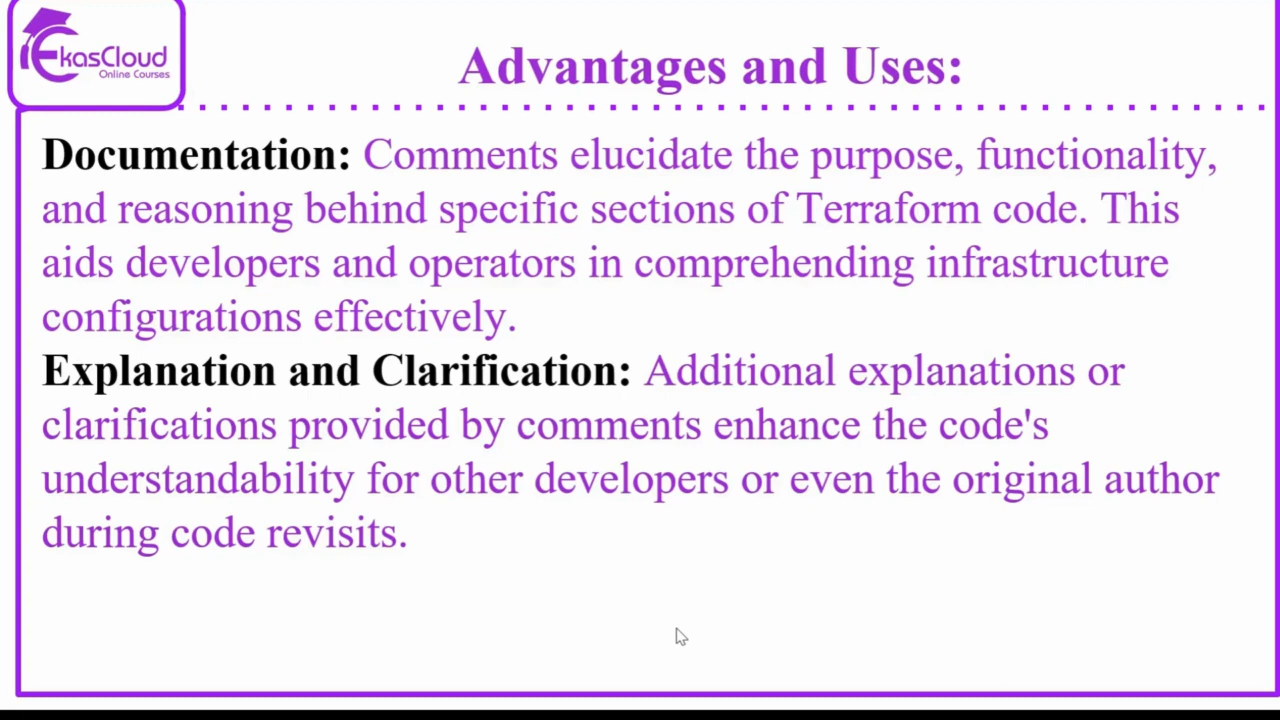 EkasCloud
Online Courses
Advantages and Uses:
Documentation: Comments elucidate the purpose, functionality,
and reasoning behind specific sections of Terraform code. This
aids developers and operators in comprehending infrastructure
configurations effectively.
Explanation and Clarification: Additional explanations or
clarifications provided by comments enhance the code's
understandability for other developers or even the original author
during code revisits.